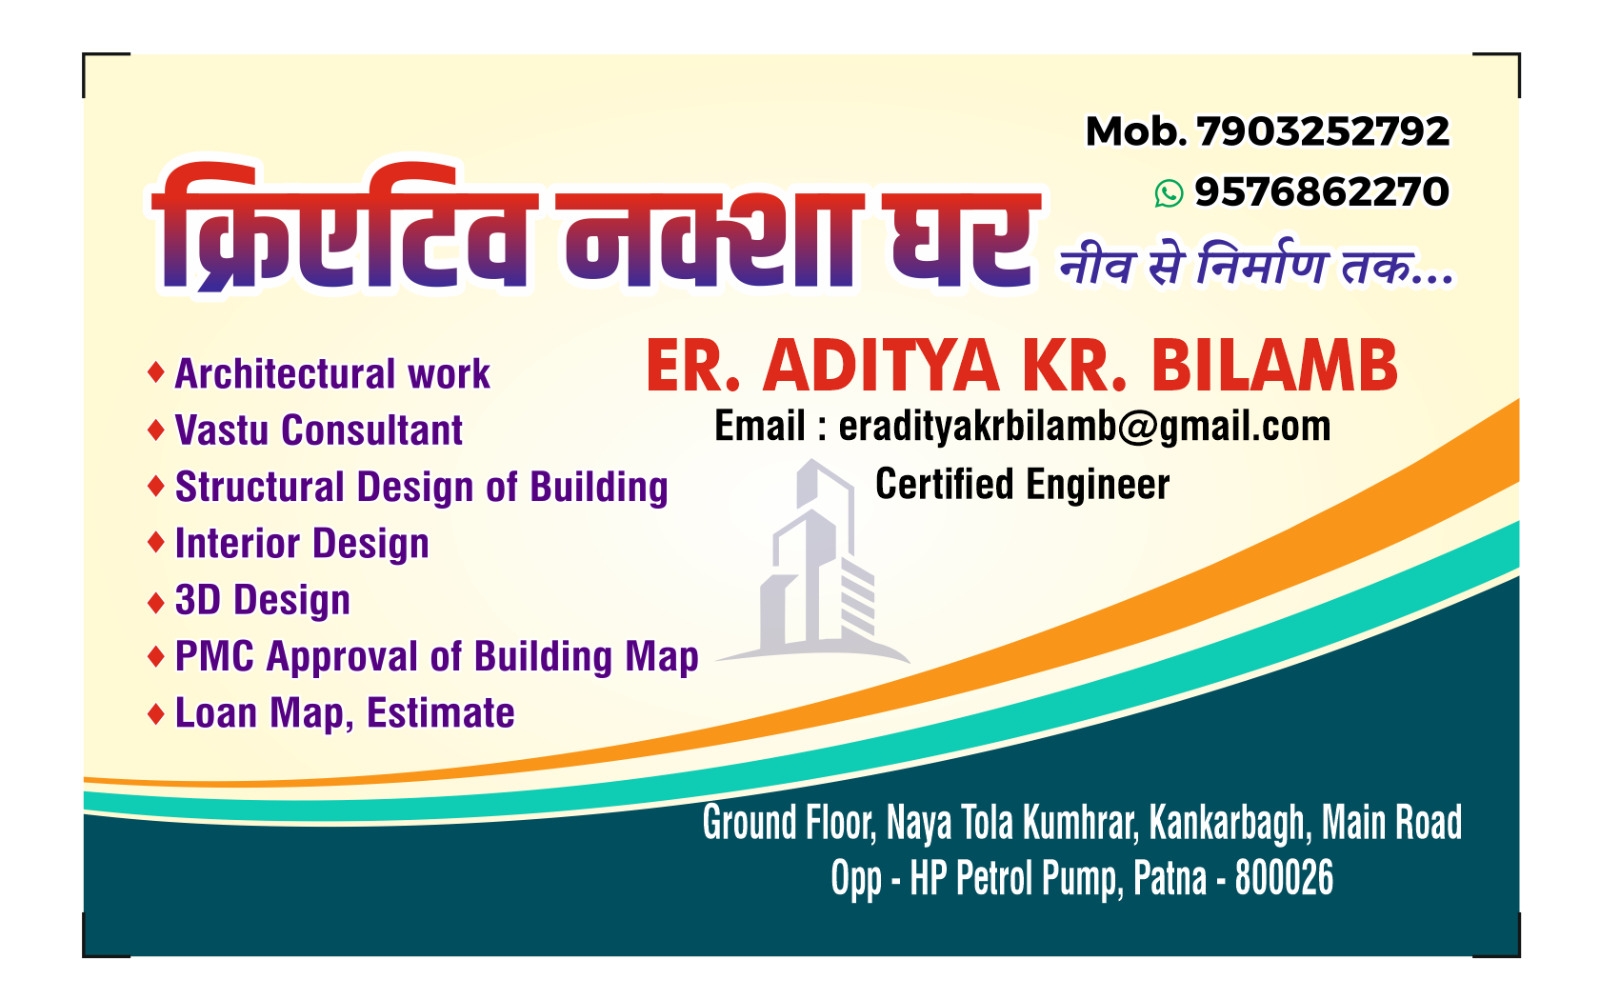 Mob. 7903252792
9576862270
क्रिएटिव नक्शा घर
नीव से निर्माण तक...
ER. ADITYA KR. BILAMB
Email : eradityakrbilamb@gmail.com
Certified Engineer
Architectural work
Vastu Consultant
Structural Design of Building
Interior Design
3D Design
PMC Approval of Building Map
Loan Map, Estimate
Ground Floor, Naya Tola Kumhrar, Kankarbagh, Main Road
Opp - HP Petrol Pump, Patna - 800026